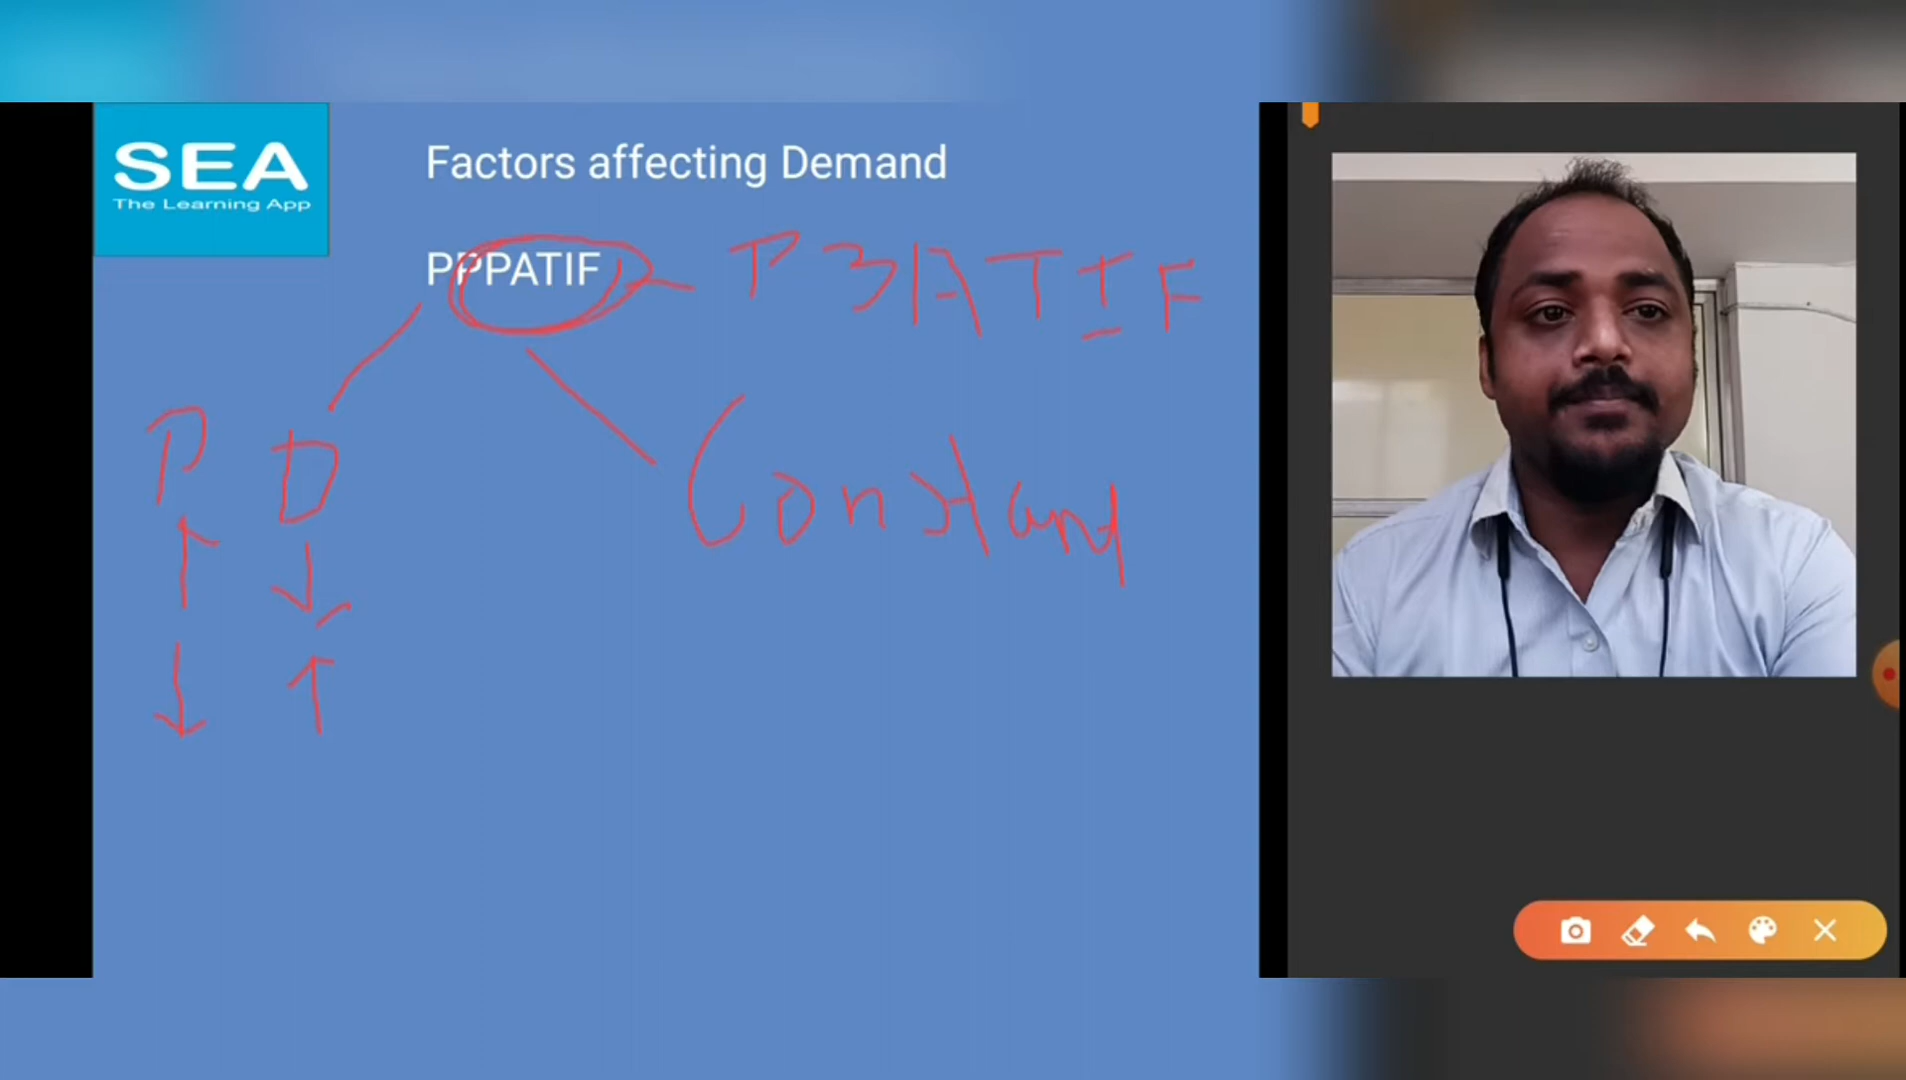 SEA
The Learning App
Factors affecting Demand
PPPATIF
P 3 A T I F
P D
Constant